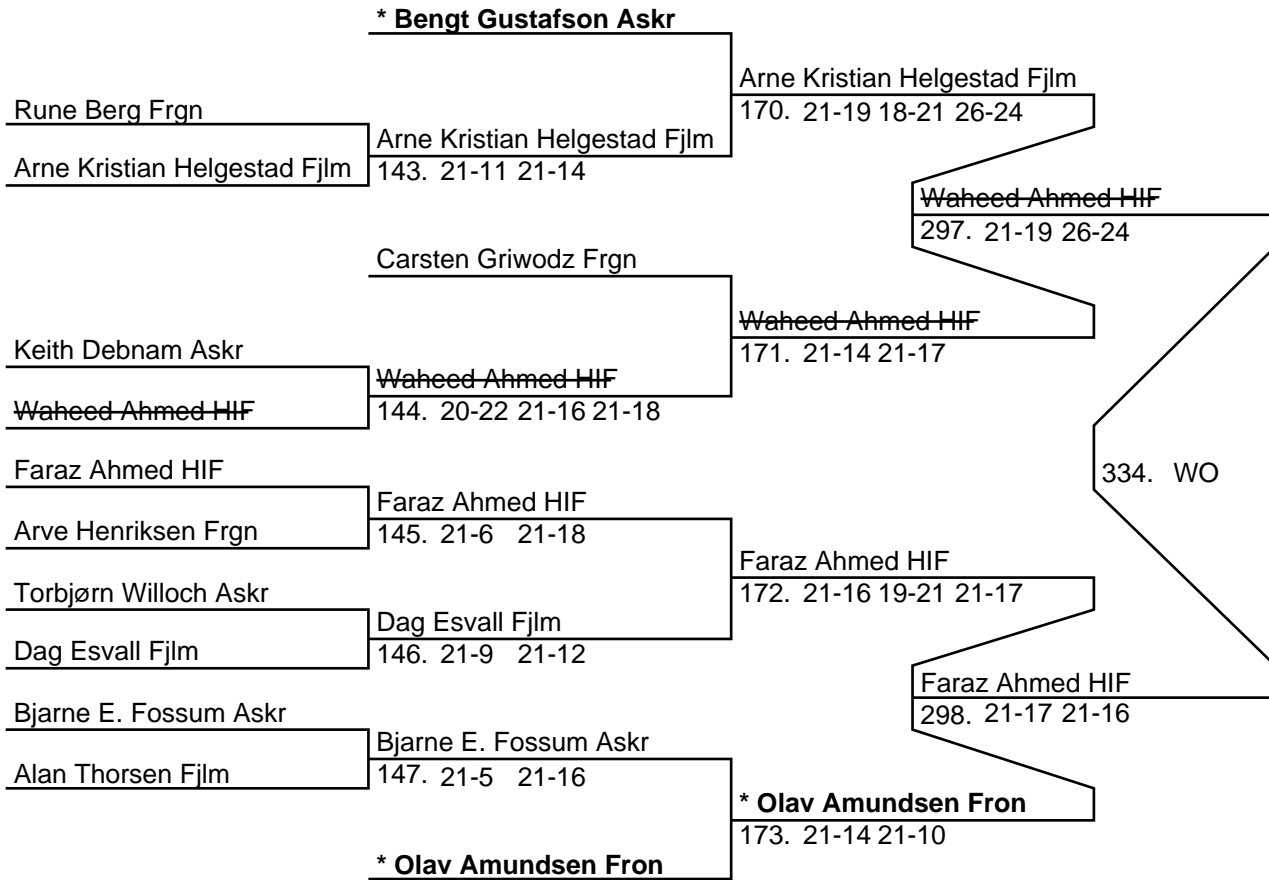 * Bengt Gustafson Askr
Arne Kristian Helgestad Fjlm
170. 21-19 18-21 26-24
Rune Berg Frgn
Arne Kristian Helgestad Fjlm
143. 21-11 21-14
Arne Kristian Helgestad Fjlm
Waheed Ahmed HIF
297. 21-19 26-24
Carsten Griwodz Frgn
Waheed Ahmed HIF
171. 21-14 21-17
Keith Debnam Askr
Waheed Ahmed HIF
144. 20-22 21-16 21-18
Waheed Ahmed HIF
Faraz Ahmed HIF
334. WO
Faraz Ahmed HIF
145. 21-6 21-18
Arve Henriksen Frgn
Faraz Ahmed HIF
172. 21-16 19-21 21-17
Torbjørn Willoch Askr
Dag Esvall Fjlm
146. 21-9 21-12
Dag Esvall Fjlm
Faraz Ahmed HIF
298. 21-17 21-16
Bjarne E. Fossum Askr
Bjarne E. Fossum Askr
147. 21-5 21-16
Alan Thorsen Fjlm
* Olav Amundsen Fron
173. 21-14 21-10
* Olav Amundsen Fron